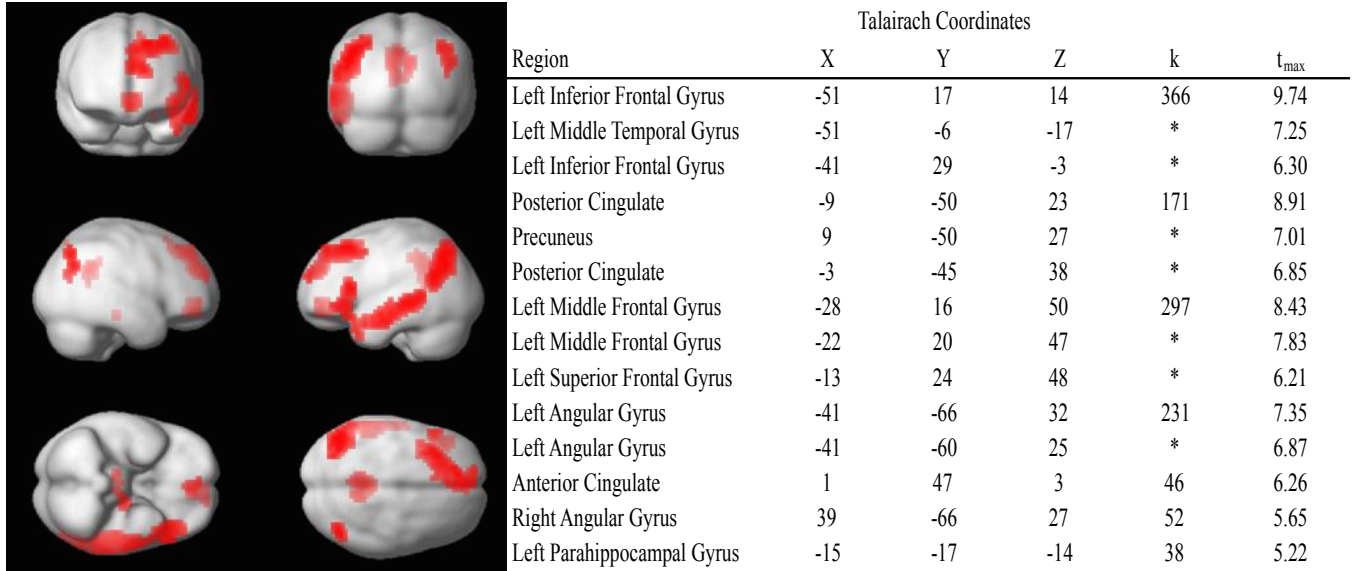 Talairach Coordinates
Region X Y Z k tmax
Left Inferior Frontal Gyrus -51 17 14 366 9.74
Left Middle Temporal Gyrus -51 -6 -17 * 7.25
Left Inferior Frontal Gyrus -41 29 -3 * 6.30
Posterior Cingulate -9 -50 23 171 8.91
Precuneus 9 -50 27 * 7.01
Posterior Cingulate -3 -45 38 * 6.85
Left Middle Frontal Gyrus -28 16 50 297 8.43
Left Middle Frontal Gyrus -22 20 47 * 7.83
Left Superior Frontal Gyrus -13 24 48 * 6.21
Left Angular Gyrus -41 -66 32 231 7.35
Left Angular Gyrus -41 -60 25 * 6.87
Anterior Cingulate 1 47 3 46 6.26
Right Angular Gyrus 39 -66 27 52 5.65
Left Parahippocampal Gyrus -15 -17 -14 38 5.22